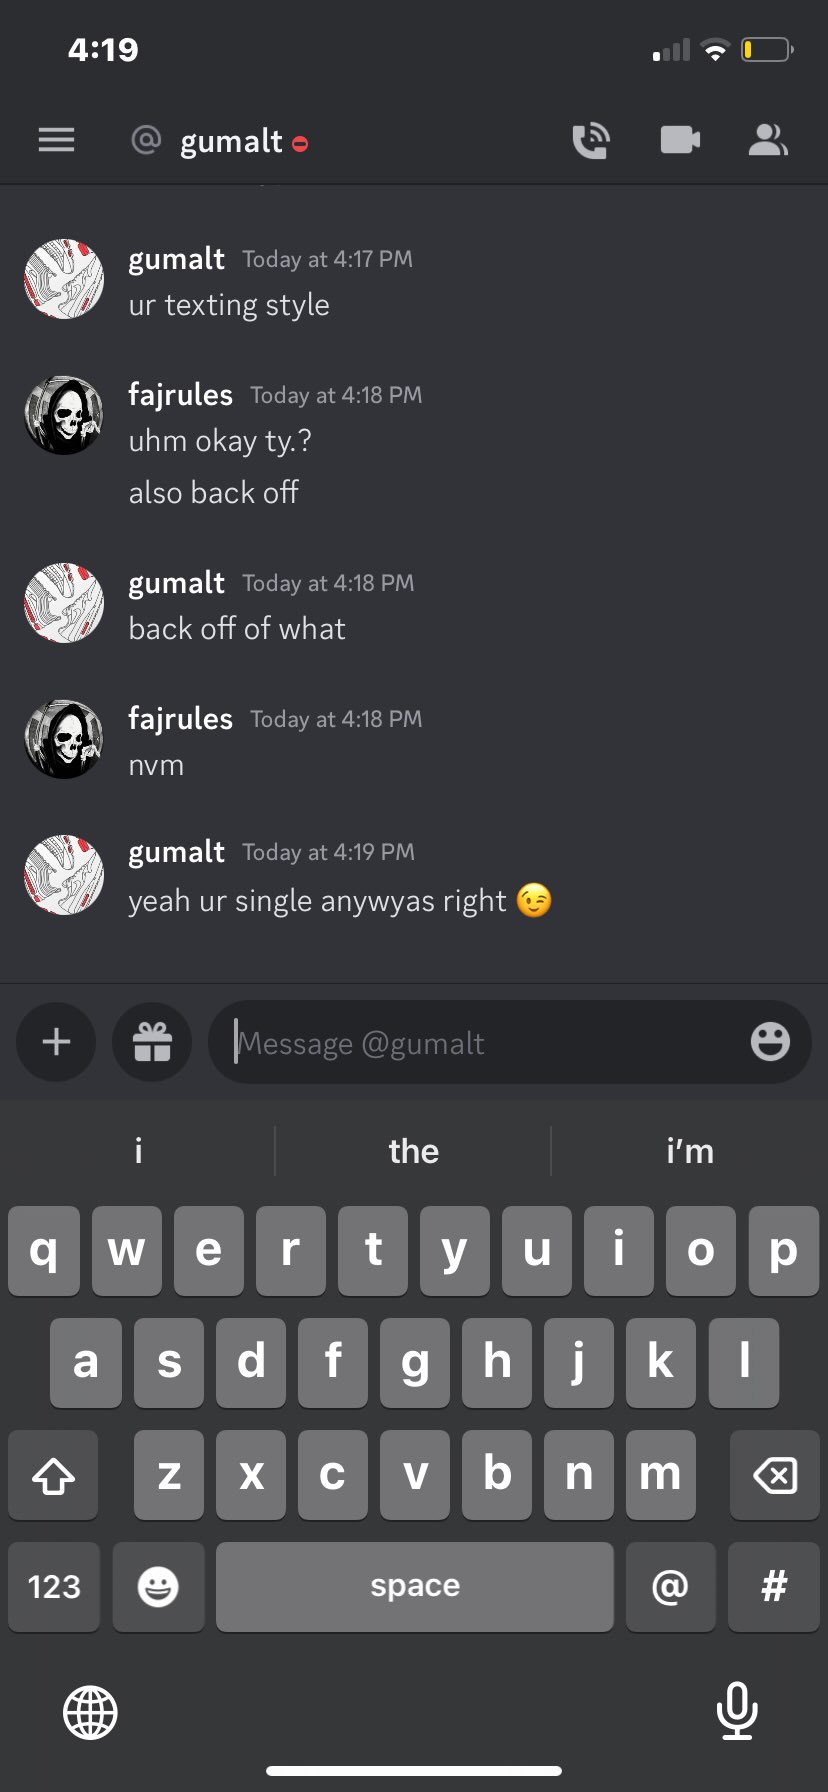 4:19
@ gumalt
gumalt Today at 4:17 PM
ur texting style
fajrules Today at 4:18 PM
uhm okay ty.?
also back off
gumalt Today at 4:18 PM
back off of what
fajrules Today at 4:18 PM
nvm
gumalt Today at 4:19 PM
yeah ur single anywyas right 😉
Message @gumalt
i the i'm
q w e r t y u i o p
a s d f g h j k l
z x c v b n m
123 space @ #